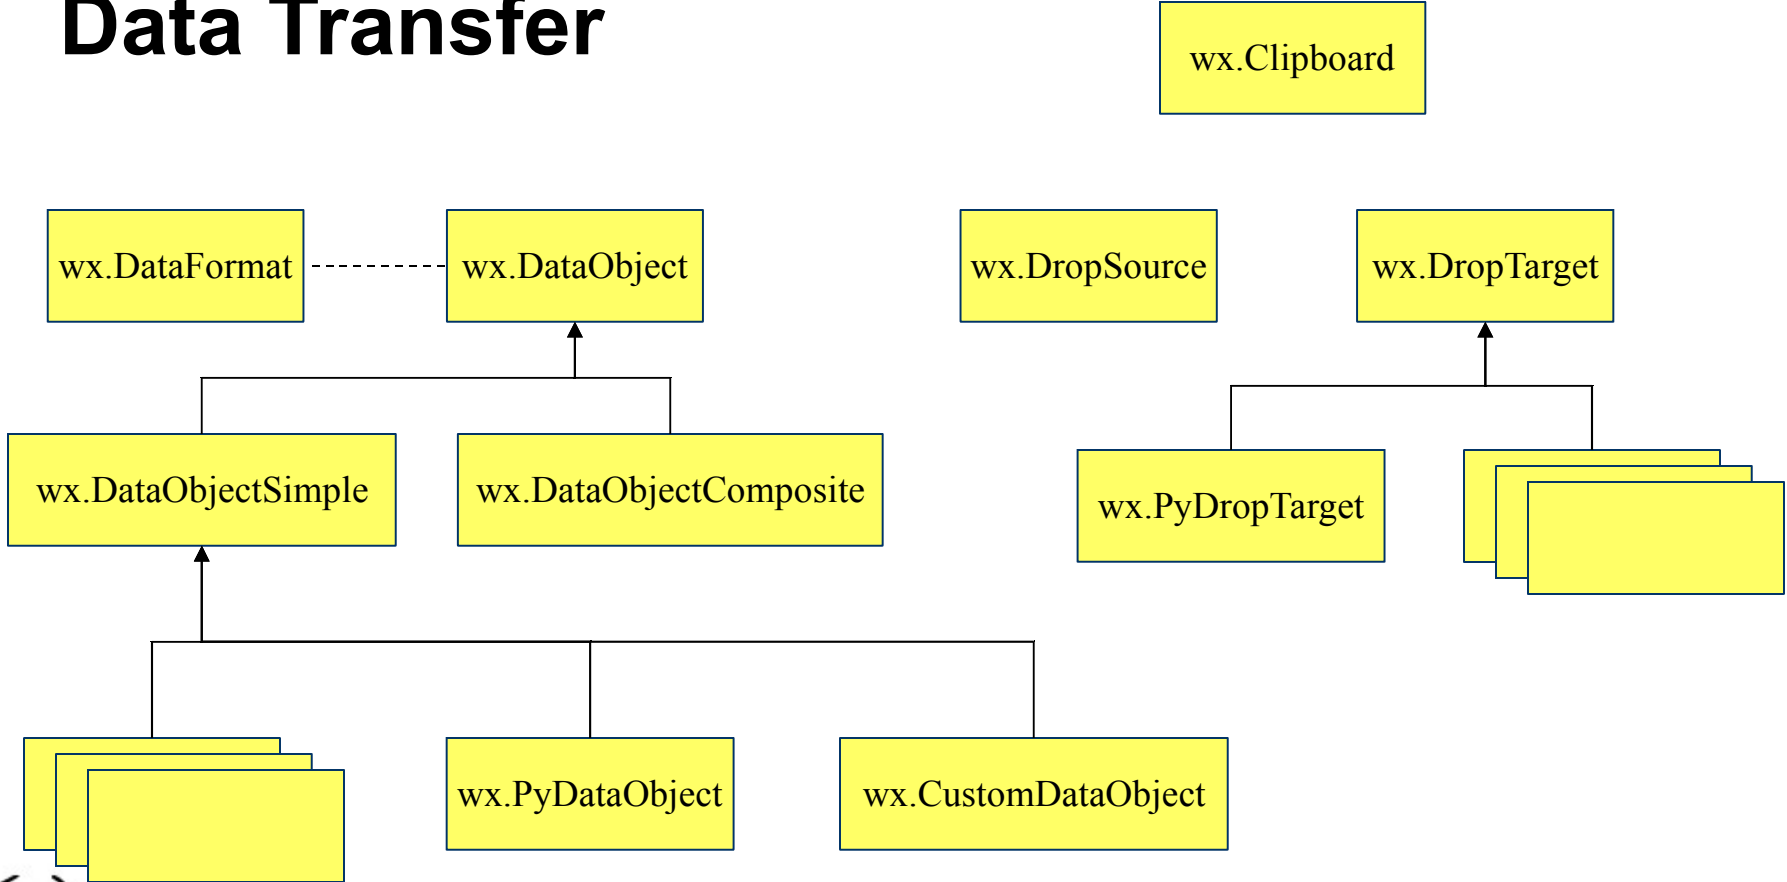 Data Transfer
wx.Clipboard
wx.DataFormat
wx.DataObject
wx.DropSource
wx.DropTarget
wx.DataObjectSimple
wx.DataObjectComposite
wx.PyDropTarget
wx.PyDataObject
wx.CustomDataObject